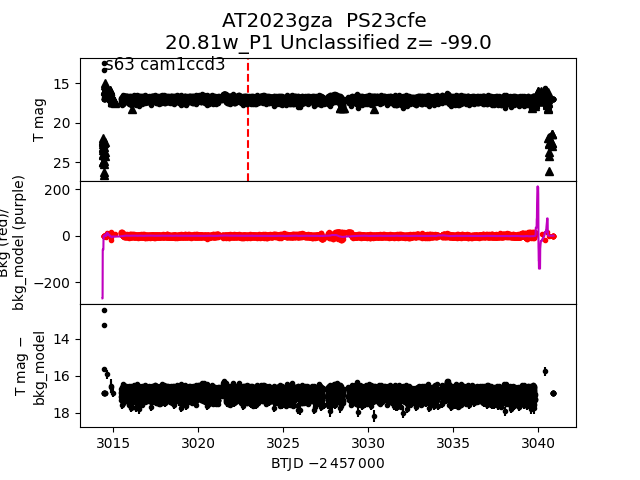 AT2023gza  PS23cfe
20.81w_P1 Unclassified z= -99.0
s63 cam1ccd3
15
20
25
T mag
200
0
−200
Bkg (red)/
bkg_model (purple)
14
16
18
T mag −
bkg_model
3015 3020 3025 3030 3035 3040
BTJD −2 457 000